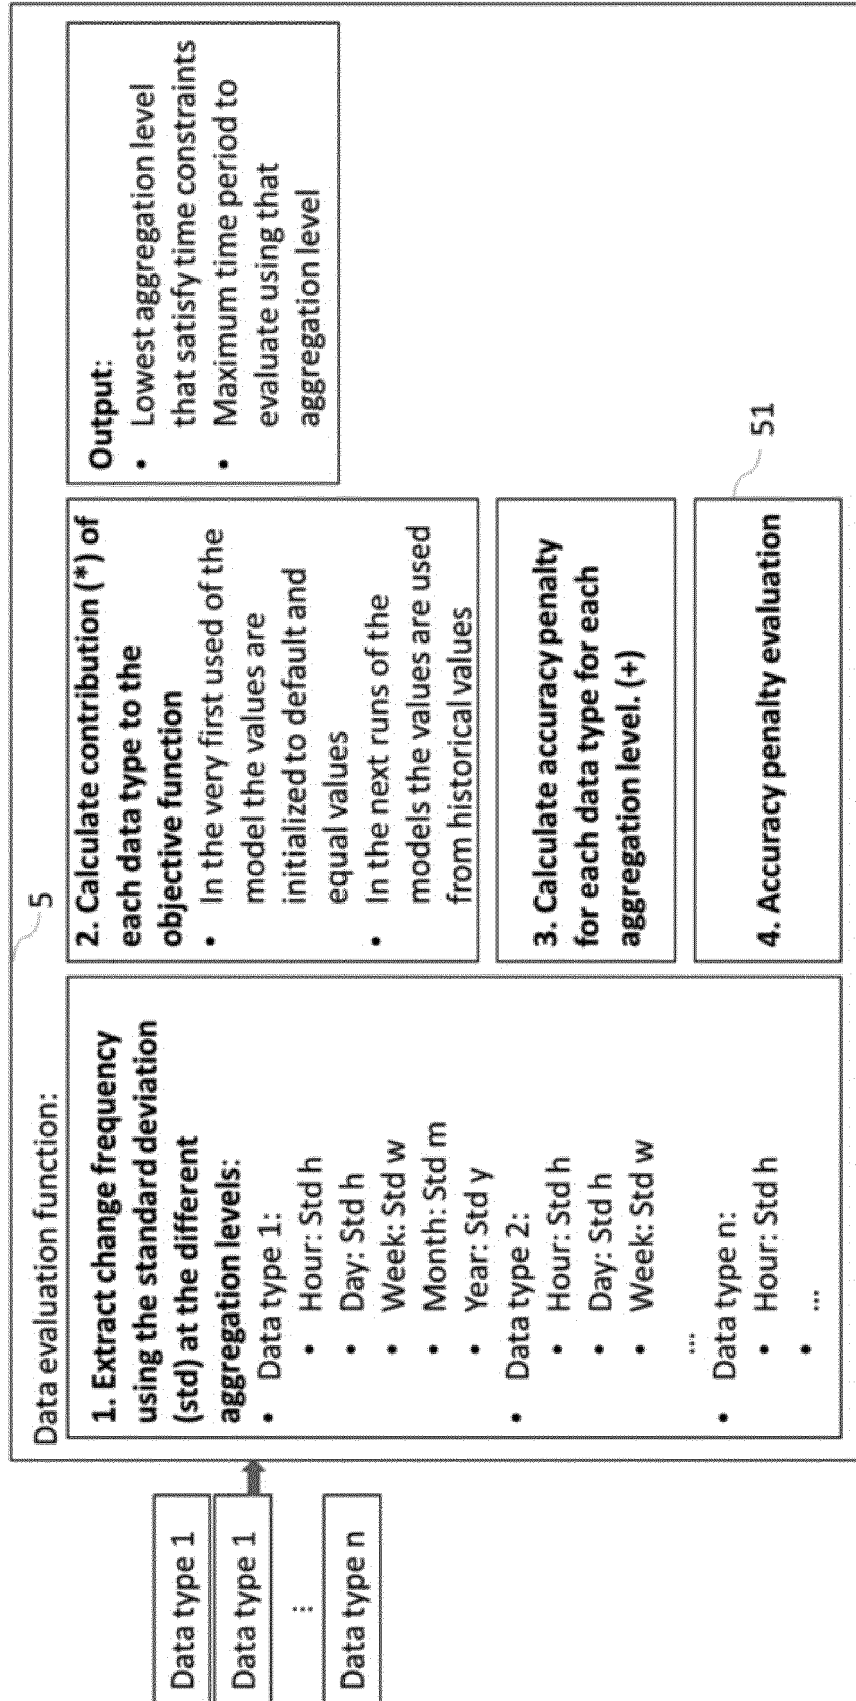 Data type 1
Data type 1
...
Data type n
Data evaluation function:
5
1. Extract change frequency
using the standard deviation
(std) at the different
aggregation levels:
• Data type 1:
• Hour: Std h
• Day: Std h
• Week: Std w
• Month: Std m
• Year: Std y
• Data type 2:
• Hour: Std h
• Day: Std h
• Week: Std w
...
• Data type n:
• Hour: Std h
• ...
2. Calculate contribution (*) of
each data type to the
objective function
• In the very first used of the
model the values are
initialized to default and
equal values
• In the next runs of the
models the values are used
from historical values
3. Calculate accuracy penalty
for each data type for each
aggregation level. (+)
4. Accuracy penalty evaluation
51
Output:
• Lowest aggregation level
that satisfy time constraints
• Maximum time period to
evaluate using that
aggregation level